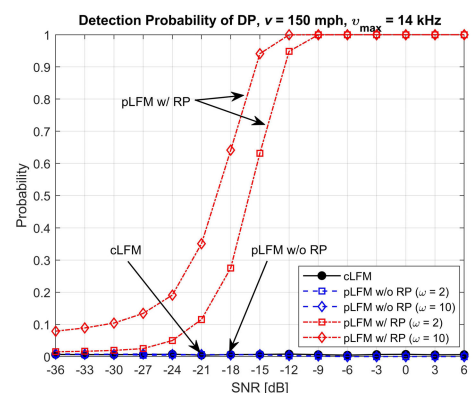 Detection Probability of DP, v = 150 mph, υmax = 14 kHz
1
0.9
0.8
0.7
0.6
0.5
0.4
0.3
0.2
0.1
0
Probability
pLFM w/ RP
cLFM
pLFM w/o RP
cLFM
pLFM w/o RP (ω = 2)
pLFM w/o RP (ω = 10)
pLFM w/ RP (ω = 2)
pLFM w/ RP (ω = 10)
-36 -33 -30 -27 -24 -21 -18 -15 -12 -9 -6 -3 0 3 6
SNR [dB]